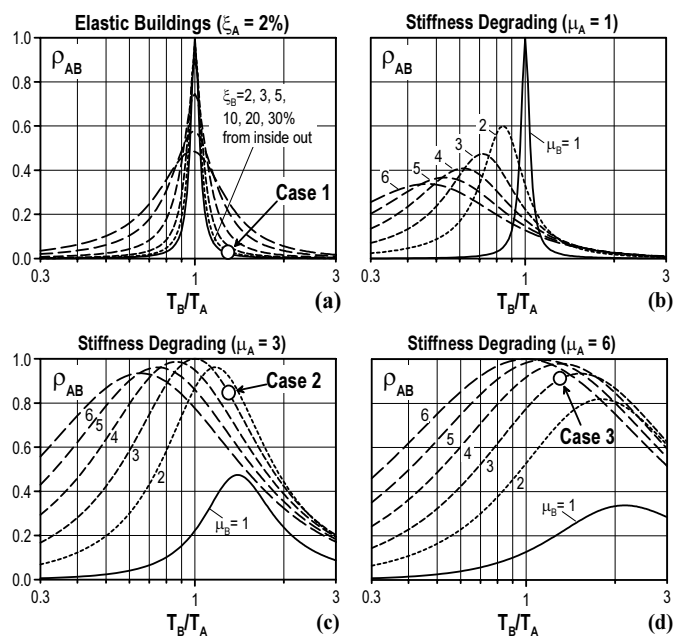 Elastic Buildings (ξA = 2%)
1.0
0.8
0.6
0.4
0.2
0.0
ρAB
ξB=2, 3, 5,
10, 20, 30%
from inside out
Case 1
0.3
1
3
TB/TA
(a)
Stiffness Degrading (μA = 1)
ρAB
2
3
4
5
6
μB= 1
0.3
1
3
TB/TA
(b)
Stiffness Degrading (μA = 3)
1.0
0.8
0.6
0.4
0.2
0.0
ρAB
Case 2
6
5
4
3
2
μB= 1
0.3
1
3
TB/TA
(c)
Stiffness Degrading (μA = 6)
ρAB
Case 3
6
5
4
3
2
μB= 1
0.3
1
3
TB/TA
(d)